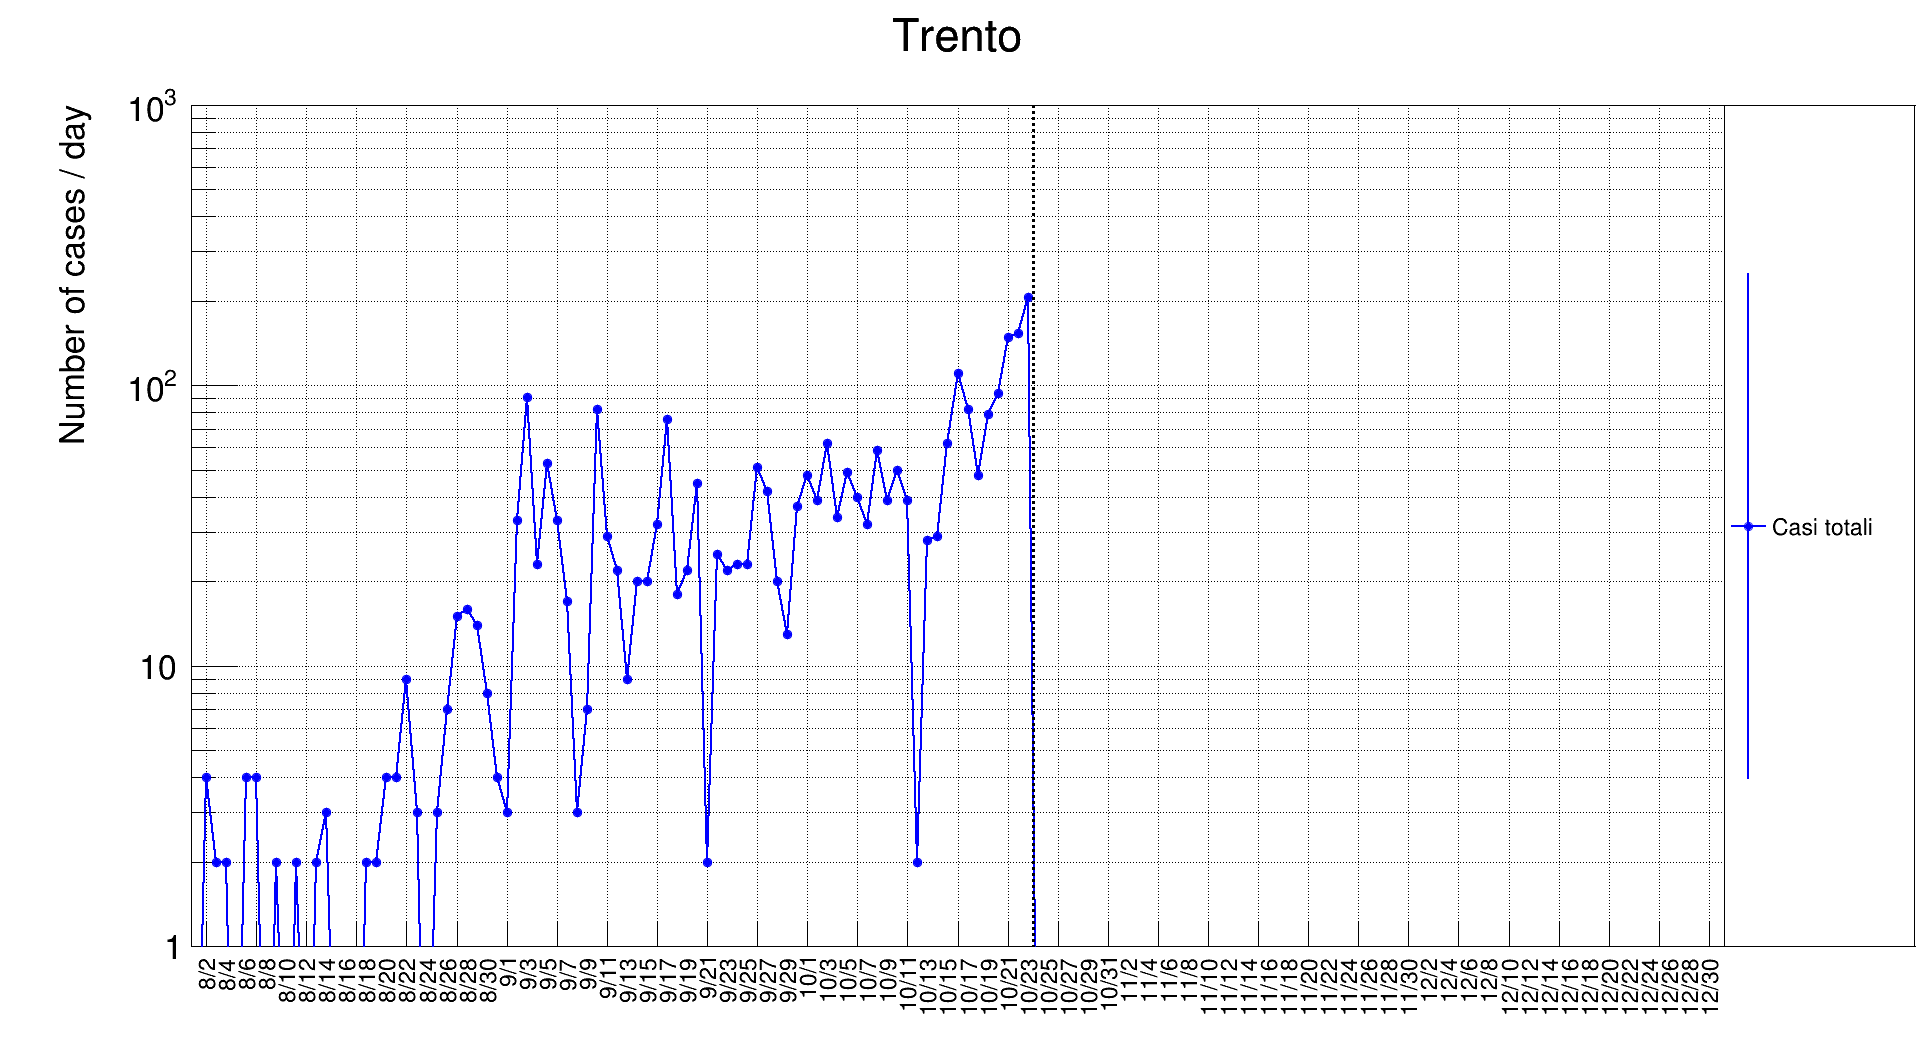 Trento
Number of cases / day
10³
10²
10
1
8/2 8/4 8/6 8/8 8/10 8/12 8/14 8/16 8/18 8/20 8/22 8/24 8/26 8/28 8/30 9/1 9/3 9/5 9/7 9/9 9/11 9/13 9/15 9/17 9/19 9/21 9/23 9/25 9/27 9/29 10/1 10/3 10/5 10/7 10/9 10/11 10/13 10/15 10/17 10/19 10/21 10/23 10/25 10/27 10/29 10/31 11/2 11/4 11/6 11/8 11/10 11/12 11/14 11/16 11/18 11/20 11/22 11/24 11/26 11/28 11/30 12/2 12/4 12/6 12/8 12/10 12/12 12/14 12/16 12/18 12/20 12/22 12/24 12/26 12/28 12/30
Casi totali